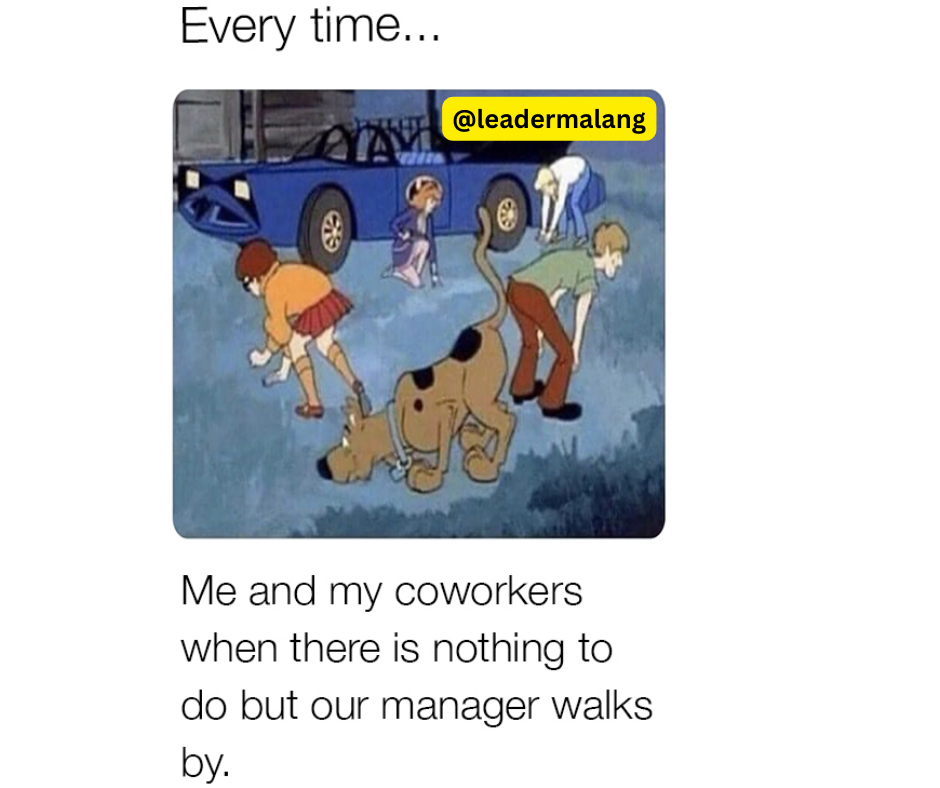 Every time...
@leadermalang
Me and my coworkers
when there is nothing to
do but our manager walks
by.